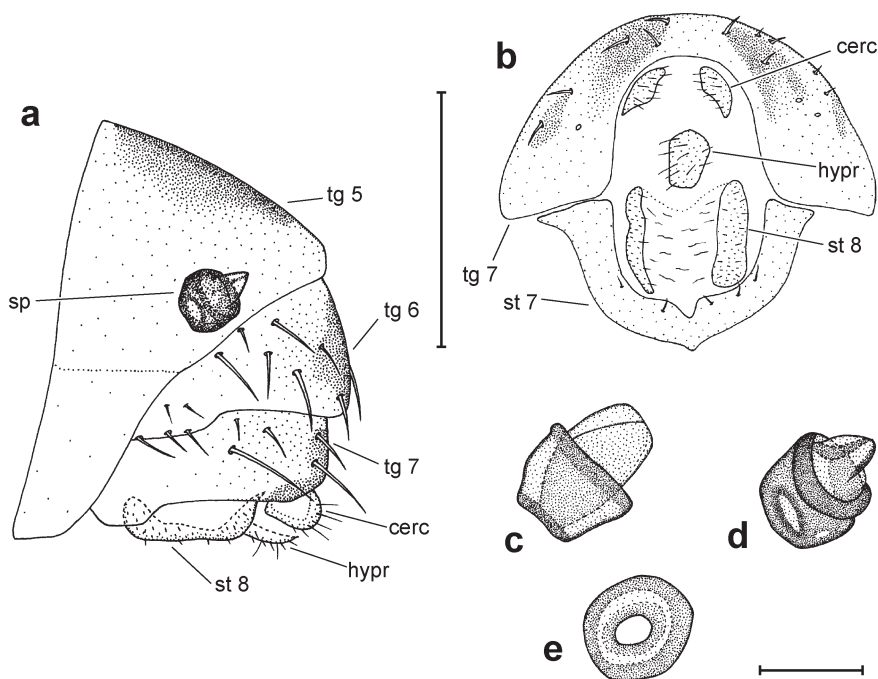 a
tg 5
sp
tg 6
tg 7
cerc
hypr
st 8
b
cerc
hypr
st 8
tg 7
st 7
c
d
e